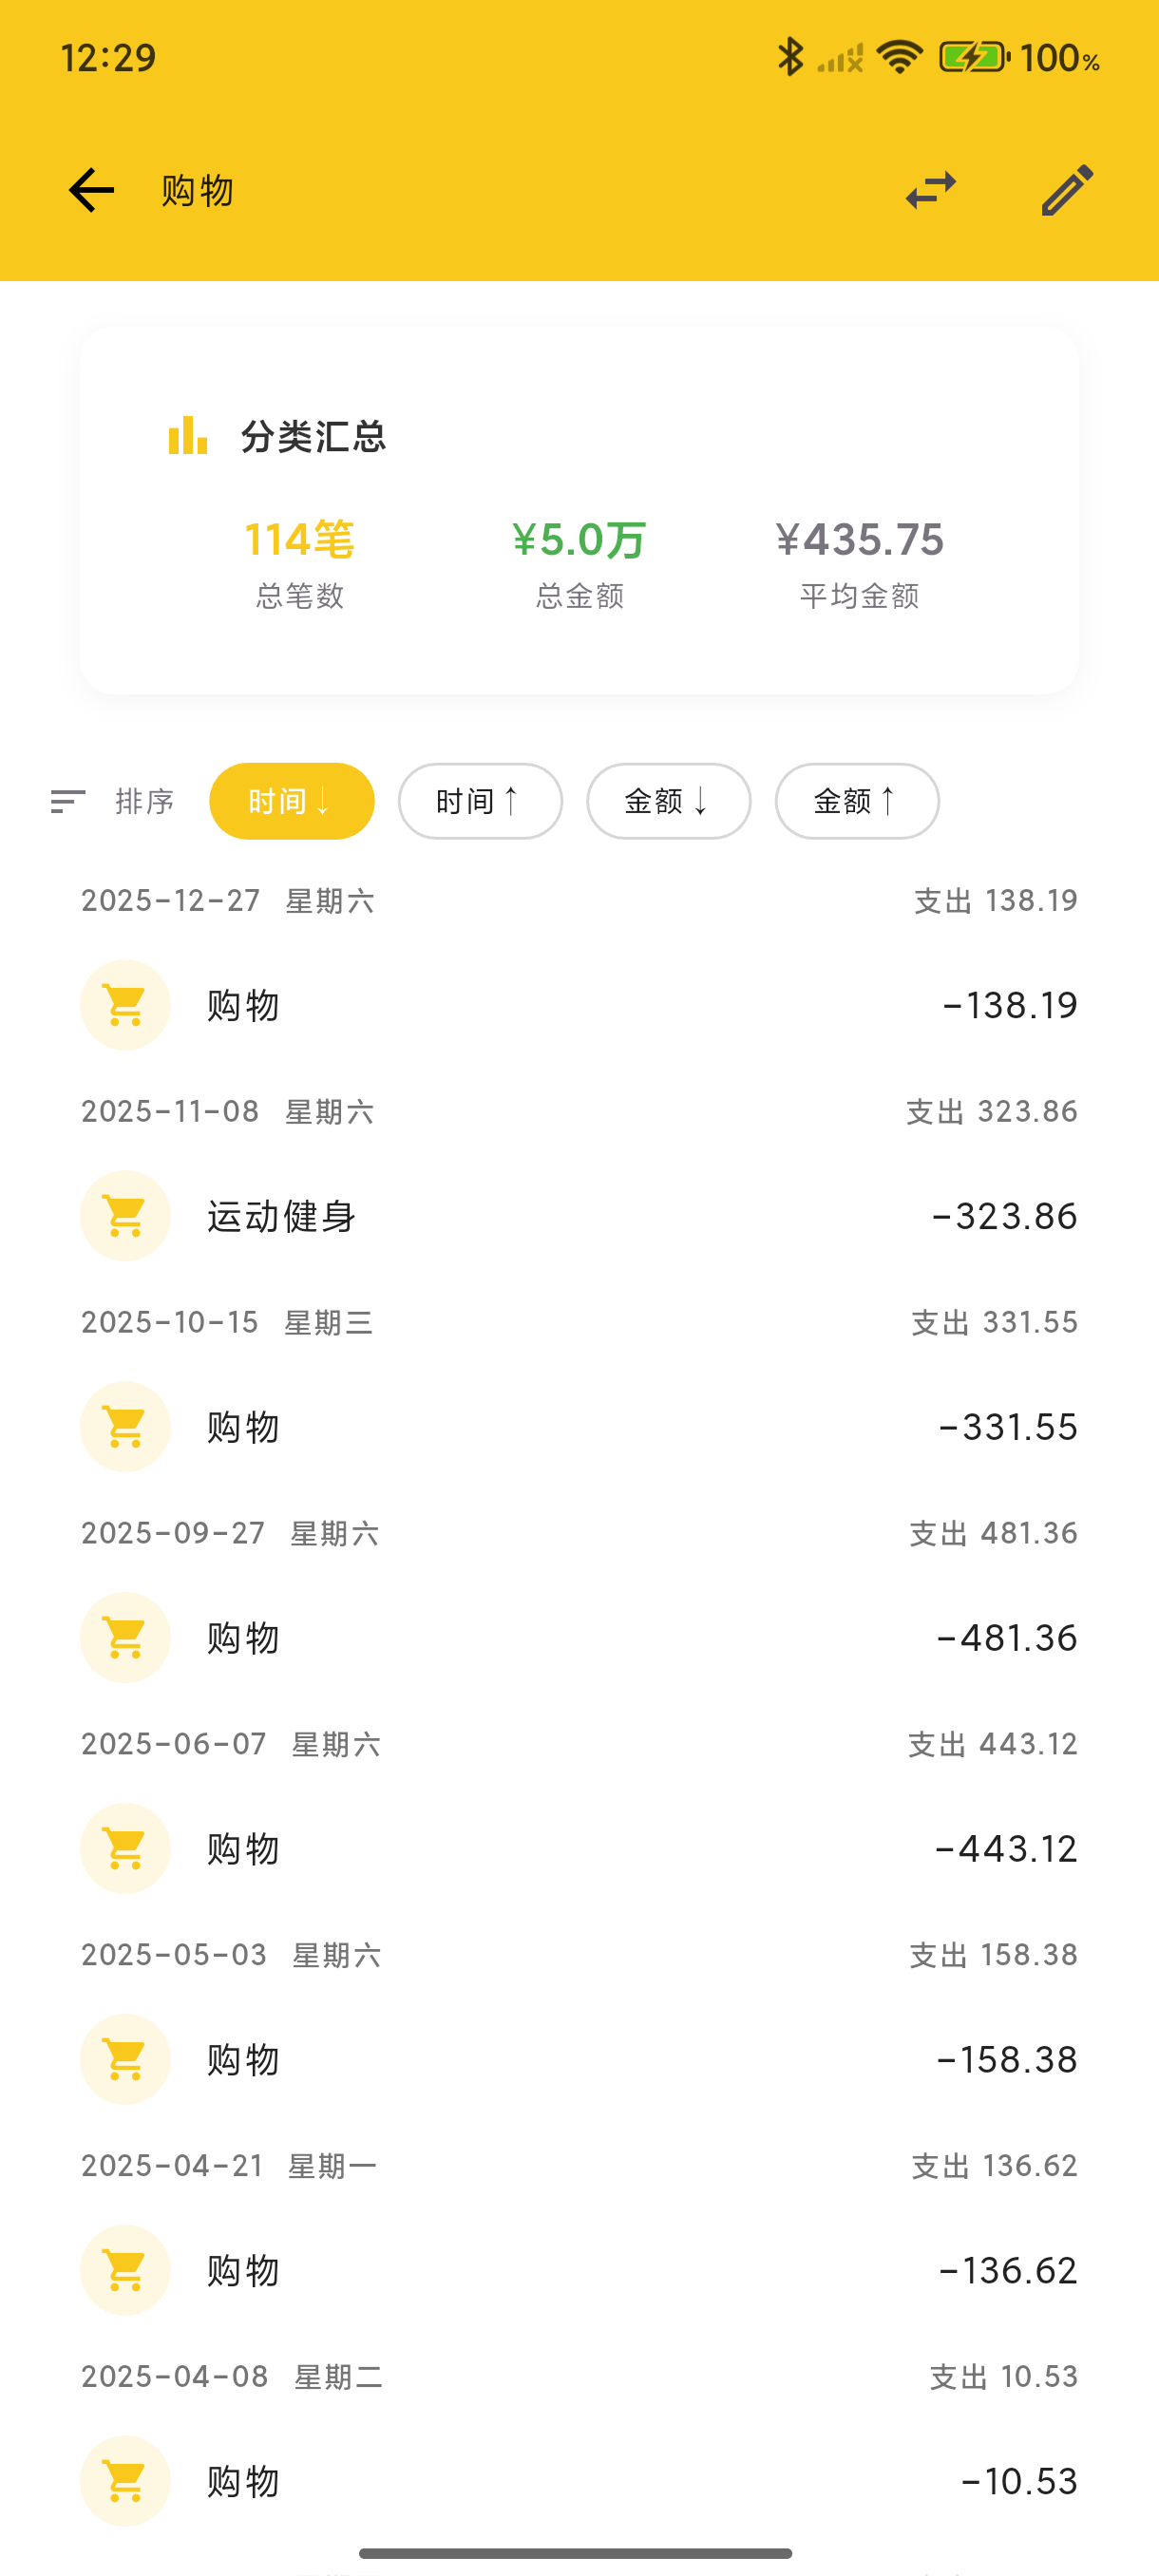 12:29
100%
购物
分类汇总
114笔 ¥5.0万 ¥435.75
总笔数 总金额 平均金额
排序 时间↓ 时间↑ 金额↓ 金额↑
2025-12-27 星期六 支出 138.19
购物 -138.19
2025-11-08 星期六 支出 323.86
运动健身 -323.86
2025-10-15 星期三 支出 331.55
购物 -331.55
2025-09-27 星期六 支出 481.36
购物 -481.36
2025-06-07 星期六 支出 443.12
购物 -443.12
2025-05-03 星期六 支出 158.38
购物 -158.38
2025-04-21 星期一 支出 136.62
购物 -136.62
2025-04-08 星期二 支出 10.53
购物 -10.53